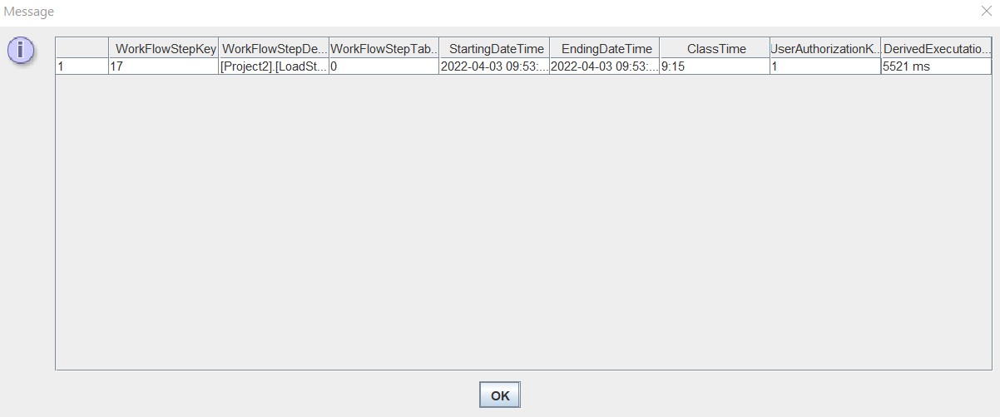 Message
WorkFlowStepKey WorkFlowStepDe... WorkFlowStepTab... StartingDateTime EndingDateTime ClassTime UserAuthorizationK... DerivedExecutatio...
1 17 [Project2].[LoadSt... 0 2022-04-03 09:53:... 2022-04-03 09:53:... 9:15 1 5521 ms
OK